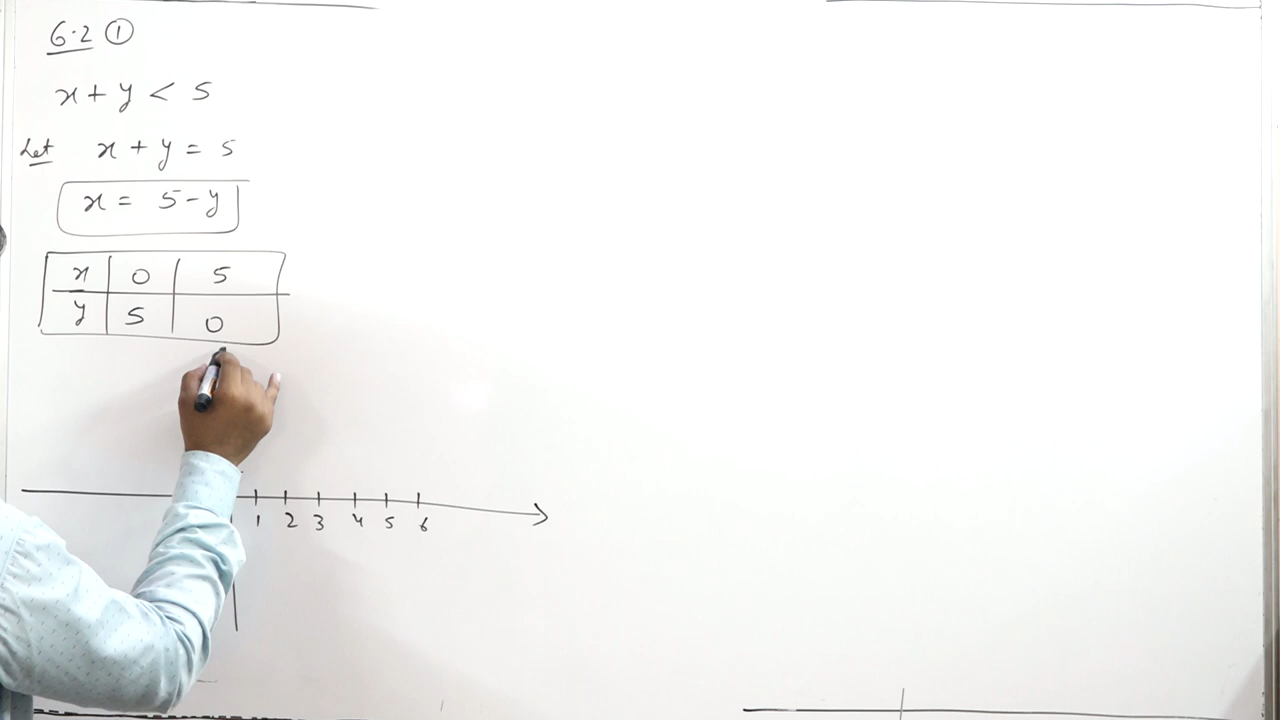 6.2 ①
x + y < 5
Let x + y = 5
x = 5 - y
x 0 5
y 5 0
1 2 3 4 5 6